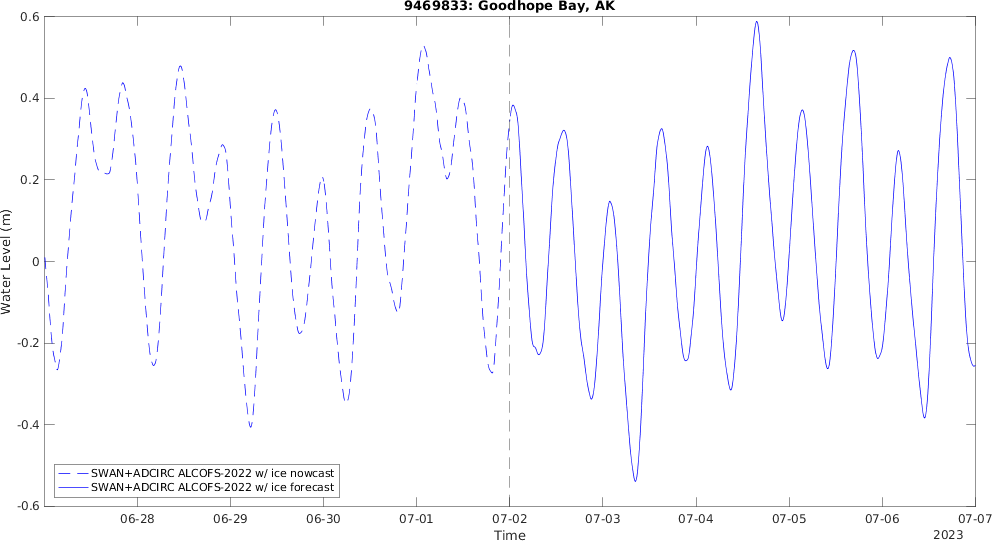 9469833: Goodhope Bay, AK
Water Level (m)
0.6
0.4
0.2
0
-0.2
-0.4
-0.6
SWAN+ADCIRC ALCOFS-2022 w/ ice nowcast
SWAN+ADCIRC ALCOFS-2022 w/ ice forecast
06-28 06-29 06-30 07-01 07-02 07-03 07-04 07-05 07-06 07-07
Time
2023